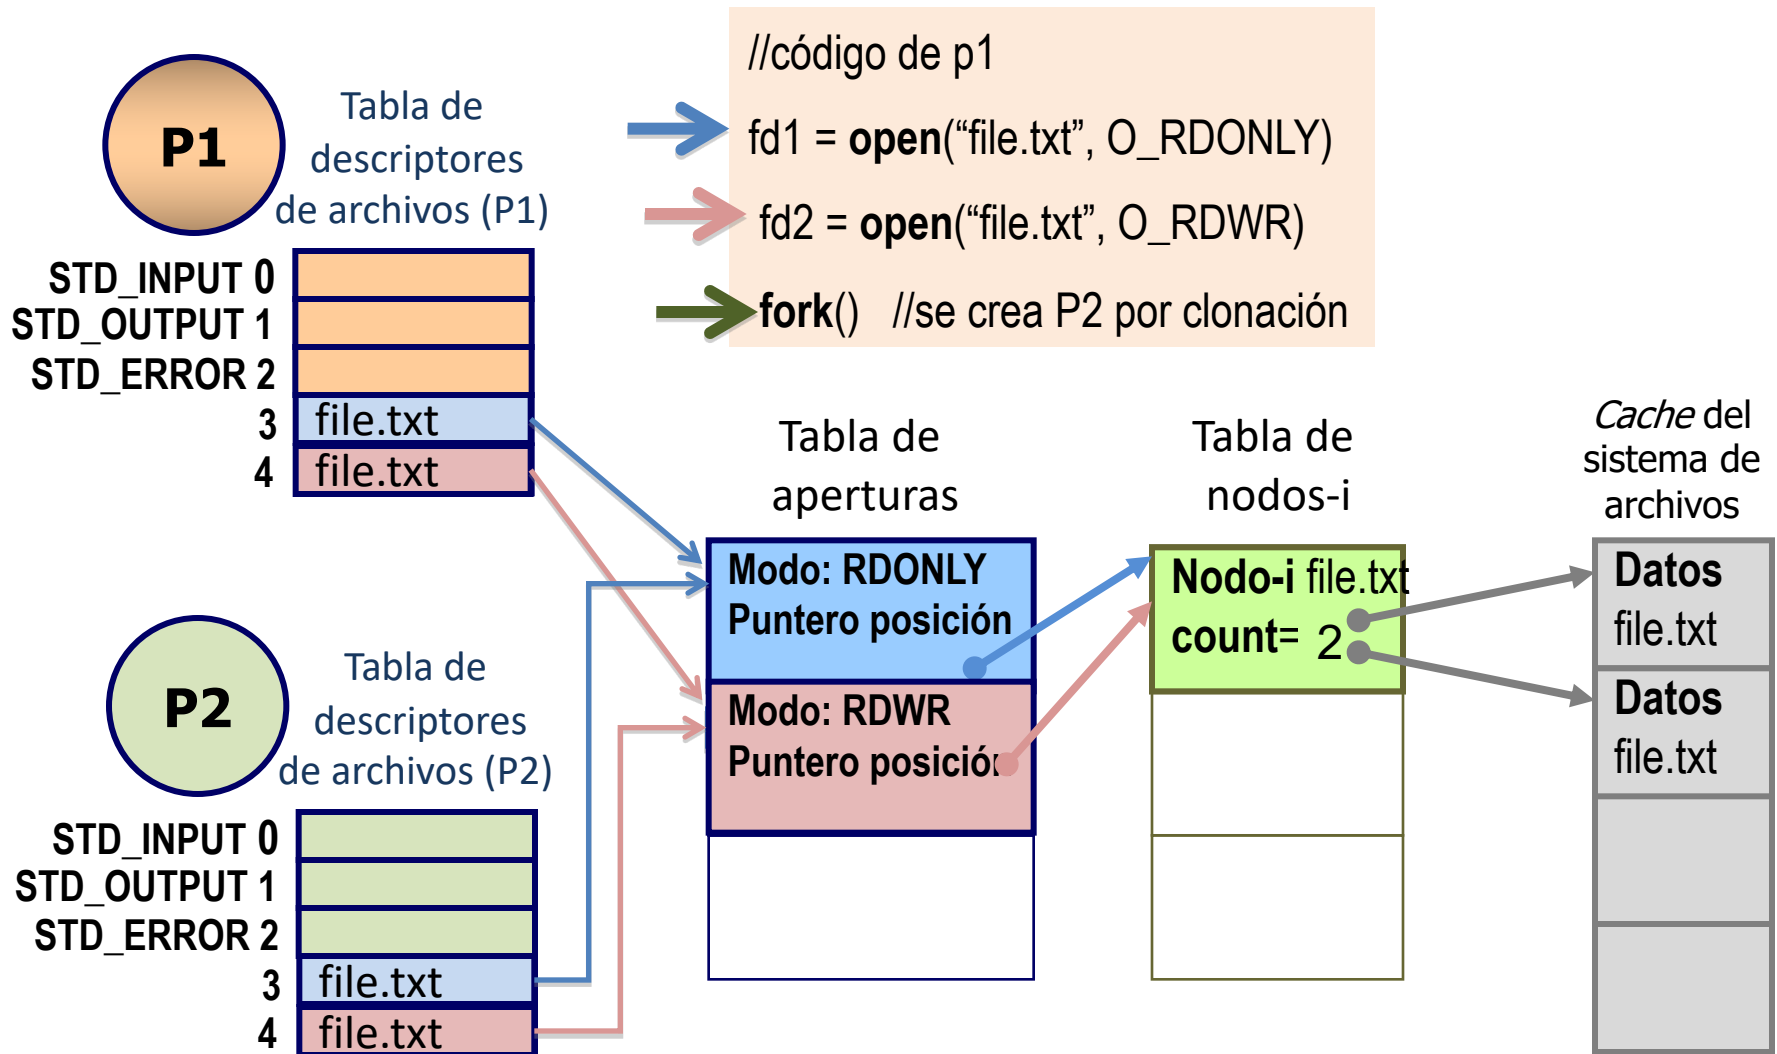 //código de p1
fd1 = open(“file.txt”, O_RDONLY)
fd2 = open(“file.txt”, O_RDWR)
fork() //se crea P2 por clonación
P1
Tabla de
descriptores
de archivos (P1)
STD_INPUT 0
STD_OUTPUT 1
STD_ERROR 2
3 file.txt
4 file.txt
Tabla de
aperturas
Modo: RDONLY
Puntero posición
Modo: RDWR
Puntero posición
Tabla de
nodos-i
Nodo-i file.txt
count= 2
Cache del
sistema de
archivos
Datos
file.txt
Datos
file.txt
P2
Tabla de
descriptores
de archivos (P2)
STD_INPUT 0
STD_OUTPUT 1
STD_ERROR 2
3 file.txt
4 file.txt